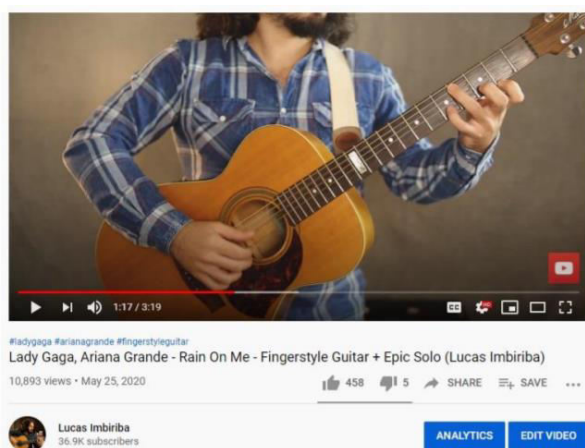 1:17 / 3:19
CC
HD
#ladygaga #arianagrande #fingerstyleguitar
Lady Gaga, Ariana Grande - Rain On Me - Fingerstyle Guitar + Epic Solo (Lucas Imbiriba)
10,893 views • May 25, 2020
458 5 SHARE SAVE
Lucas Imbiriba
36.9K subscribers
ANALYTICS EDIT VIDEO